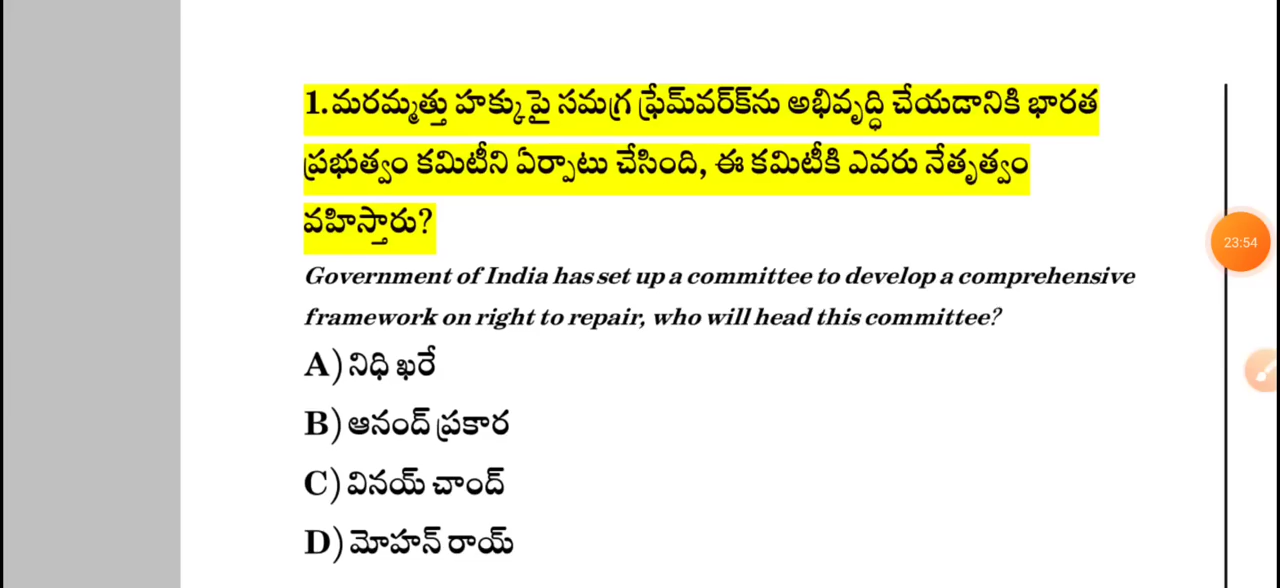 1.మరమ్మత్తు హక్కుపై సమగ్ర ఫ్రేమ్‌వర్క్‌ను అభివృద్ధి చేయడానికి భారత
ప్రభుత్వం కమిటీని ఏర్పాటు చేసింది, ఈ కమిటీకి ఎవరు నేతృత్వం
వహిస్తారు?
Government of India has set up a committee to develop a comprehensive
framework on right to repair, who will head this committee?
A) నిధి ఖరే
B) ఆనంద్ ప్రకార
C) వినయ్ చాంద్
D) మోహన్ రాయ్
23:54